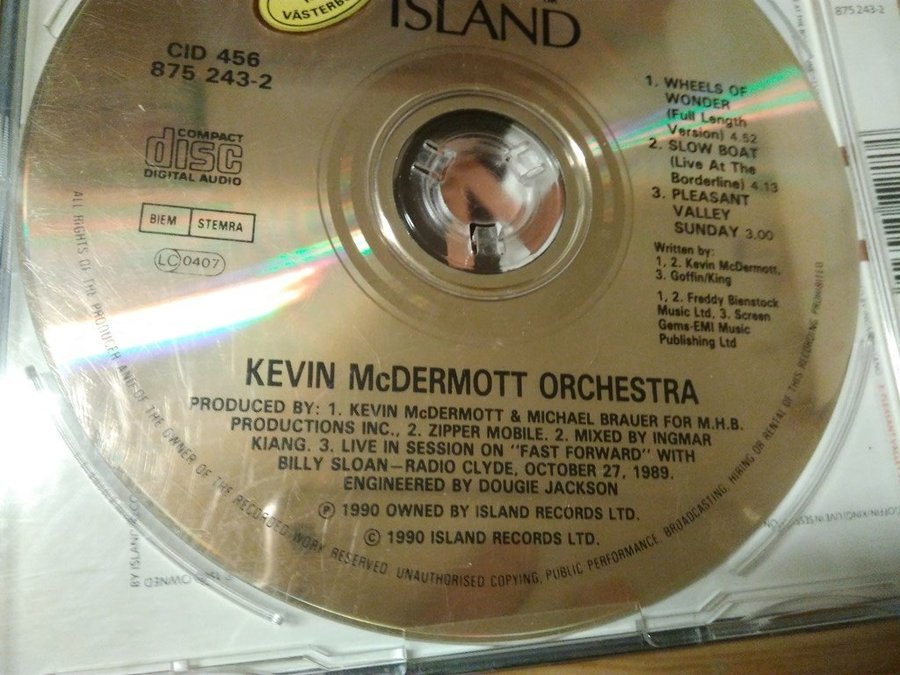 VÄSTERB
ISLAND
CID 456
875 243-2
COMPACT
disc
DIGITAL AUDIO
BIEM STEMRA
LC 0407
1. WHEELS OF
WONDER
(Full Length
Version) 4.52
2. SLOW BOAT
(Live At The
Borderline) 4.13
3. PLEASANT
VALLEY
SUNDAY 3.00
Written by:
1, 2. Kevin McDermott,
3. Goffin/King
1, 2. Freddy Bienstock
Music Ltd, 3. Screen
Gems-EMI Music
Publishing Ltd
KEVIN McDERMOTT ORCHESTRA
PRODUCED BY: 1. KEVIN McDERMOTT & MICHAEL BRAUER FOR M.H.B.
PRODUCTIONS INC., 2. ZIPPER MOBILE. 2. MIXED BY INGMAR
KIANG. 3. LIVE IN SESSION ON "FAST FORWARD" WITH
BILLY SLOAN—RADIO CLYDE, OCTOBER 27, 1989.
ENGINEERED BY DOUGIE JACKSON
Ⓟ 1990 OWNED BY ISLAND RECORDS LTD.
© 1990 ISLAND RECORDS LTD.
ALL RIGHTS OF THE PRODUCER AND OF THE OWNER OF THE RECORDED WORK RESERVED. UNAUTHORISED COPYING, PUBLIC PERFORMANCE, BROADCASTING, HIRING OR RENTAL OF THIS RECORDING PROHIBITED
875 243-2
BY ISLAND
OWNED